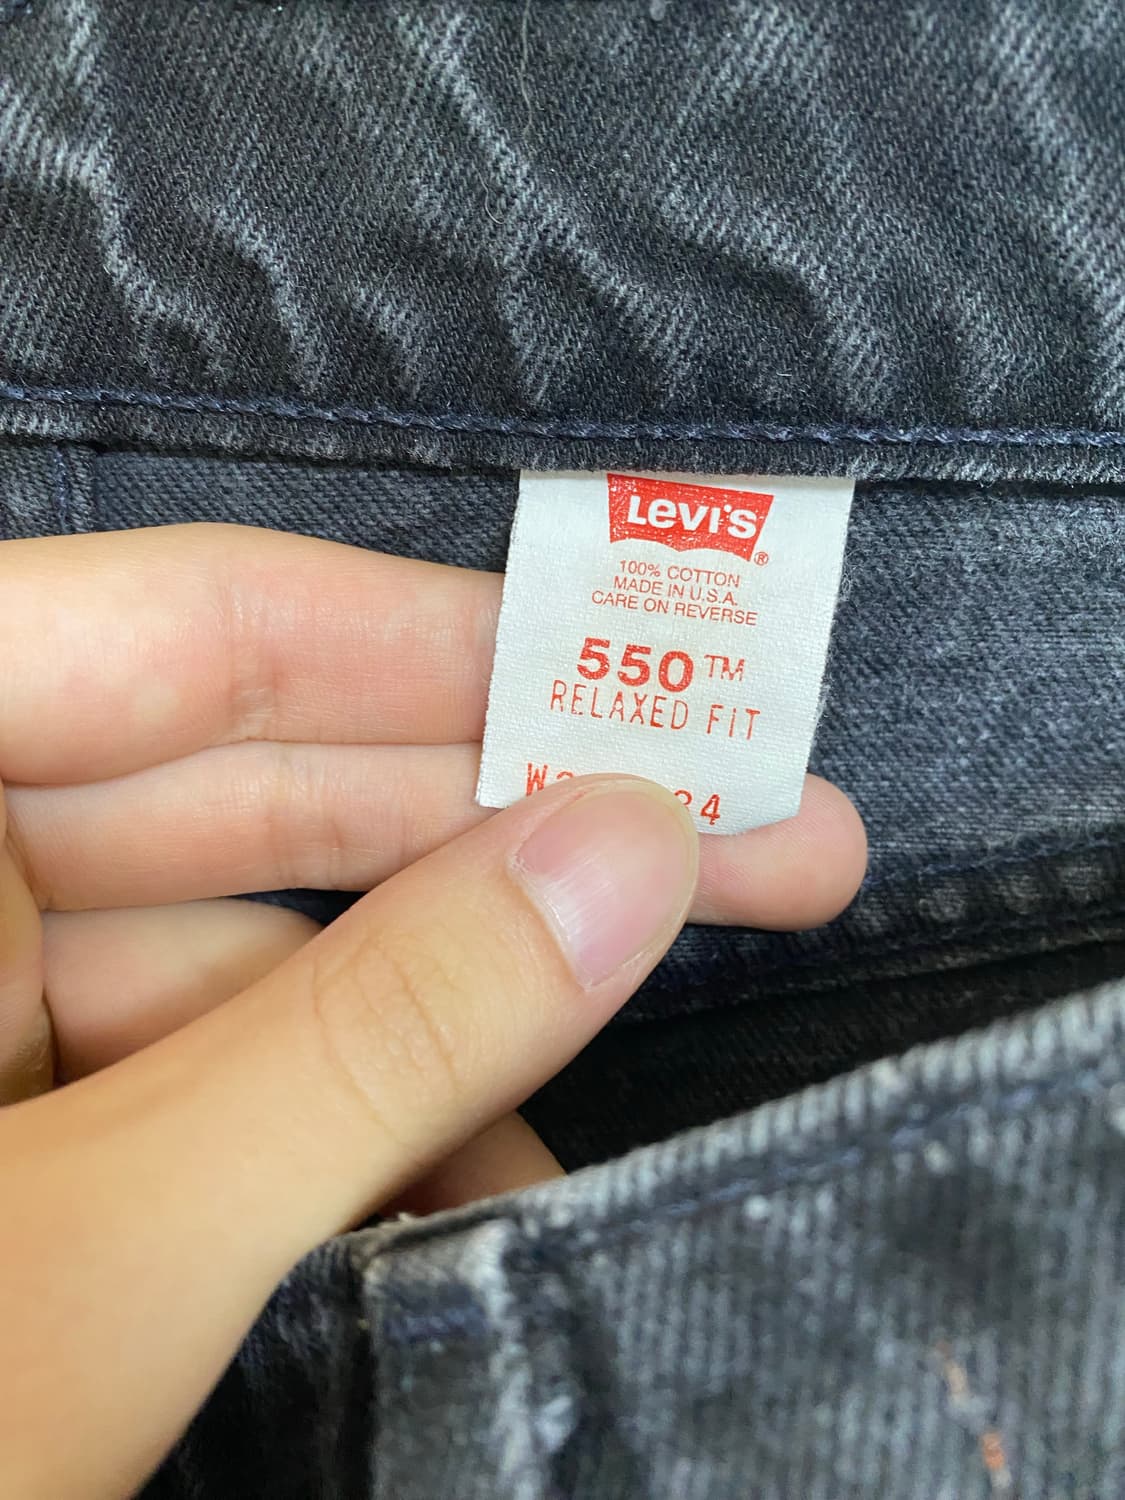 LEVI'S ®
100% COTTON
MADE IN U.S.A.
CARE ON REVERSE
550™
RELAXED FIT